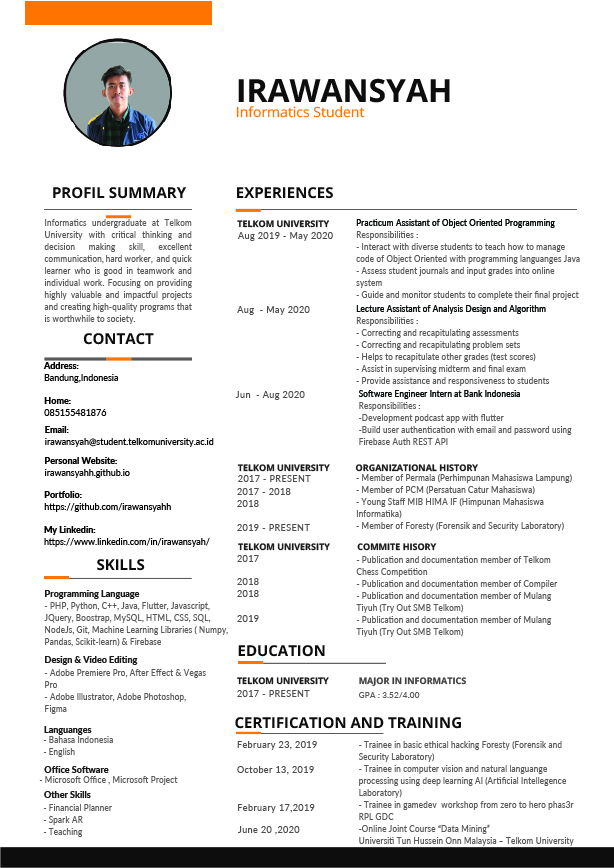 IRAWANSYAH
Informatics Student
PROFIL SUMMARY
Informatics undergraduate at Telkom
University with critical thinking and
decision making skill, excellent
communication, hard worker, and quick
learner who is good in teamwork and
individual work. Focusing on providing
highly valuable and impactful projects
and creating high-quality programs that
is worthwhile to society.
CONTACT
Address:
Bandung,Indonesia
Home:
085155481876
Email:
irawansyah@student.telkomuniversity.ac.id
Personal Website:
irawansyahh.github.io
Portfolio:
https://github.com/irawansyahh
My Linkedin:
https://www.linkedin.com/in/irawansyah/
SKILLS
Programming Language
- PHP, Python, C++, Java, Flutter, Javascript,
JQuery, Boostrap, MySQL, HTML, CSS, SQL,
NodeJs, Git, Machine Learning Libraries ( Numpy,
Pandas, Scikit-learn) & Firebase
Design & Video Editing
- Adobe Premiere Pro, After Effect & Vegas
Pro
- Adobe Illustrator, Adobe Photoshop,
Figma
Languanges
- Bahasa Indonesia
- English
Office Software
- Microsoft Office , Microsoft Project
Other Skills
- Financial Planner
- Spark AR
- Teaching
EXPERIENCES
TELKOM UNIVERSITY
Aug 2019 - May 2020
Practicum Assistant of Object Oriented Programming
Responsibilities :
- Interact with diverse students to teach how to manage
code of Object Oriented with programming languanges Java
- Assess student journals and input grades into online
system
- Guide and monitor students to complete their final project
Aug - May 2020
Lecture Assistant of Analysis Design and Algorithm
Responsibilities :
- Correcting and recapitulating assessments
- Correcting and recapitulating problem sets
- Helps to recapitulate other grades (test scores)
- Assist in supervising midterm and final exam
- Provide assistance and responsiveness to students
Jun - Aug 2020
Software Engineer Intern at Bank Indonesia
Responsibilities :
-Development podcast app with flutter
-Build user authentication with email and password using
Firebase Auth REST API
TELKOM UNIVERSITY
ORGANIZATIONAL HISTORY
2017 - PRESENT
- Member of Permala (Perhimpunan Mahasiswa Lampung)
2017 - 2018
- Member of PCM (Persatuan Catur Mahasiswa)
2018
- Young Staff MIB HIMA IF (Himpunan Mahasiswa
Informatika)
2019 - PRESENT
- Member of Foresty (Forensik and Security Laboratory)
TELKOM UNIVERSITY
COMMITE HISORY
2017
- Publication and documentation member of Telkom
Chess Competition
2018
- Publication and documentation member of Compiler
2018
- Publication and documentation member of Mulang
Tiyuh (Try Out SMB Telkom)
2019
- Publication and documentation member of Mulang
Tiyuh (Try Out SMB Telkom)
EDUCATION
TELKOM UNIVERSITY
MAJOR IN INFORMATICS
2017 - PRESENT
GPA : 3.52/4.00
CERTIFICATION AND TRAINING
February 23, 2019
- Trainee in basic ethical hacking Foresty (Forensik and
Security Laboratory)
October 13, 2019
- Trainee in computer vision and natural languange
processing using deep learning AI (Artificial Intellegence
Laboratory)
February 17,2019
- Trainee in gamedev workshop from zero to hero phas3r
RPL GDC
June 20 ,2020
-Online Joint Course “Data Mining”
Universiti Tun Hussein Onn Malaysia – Telkom University